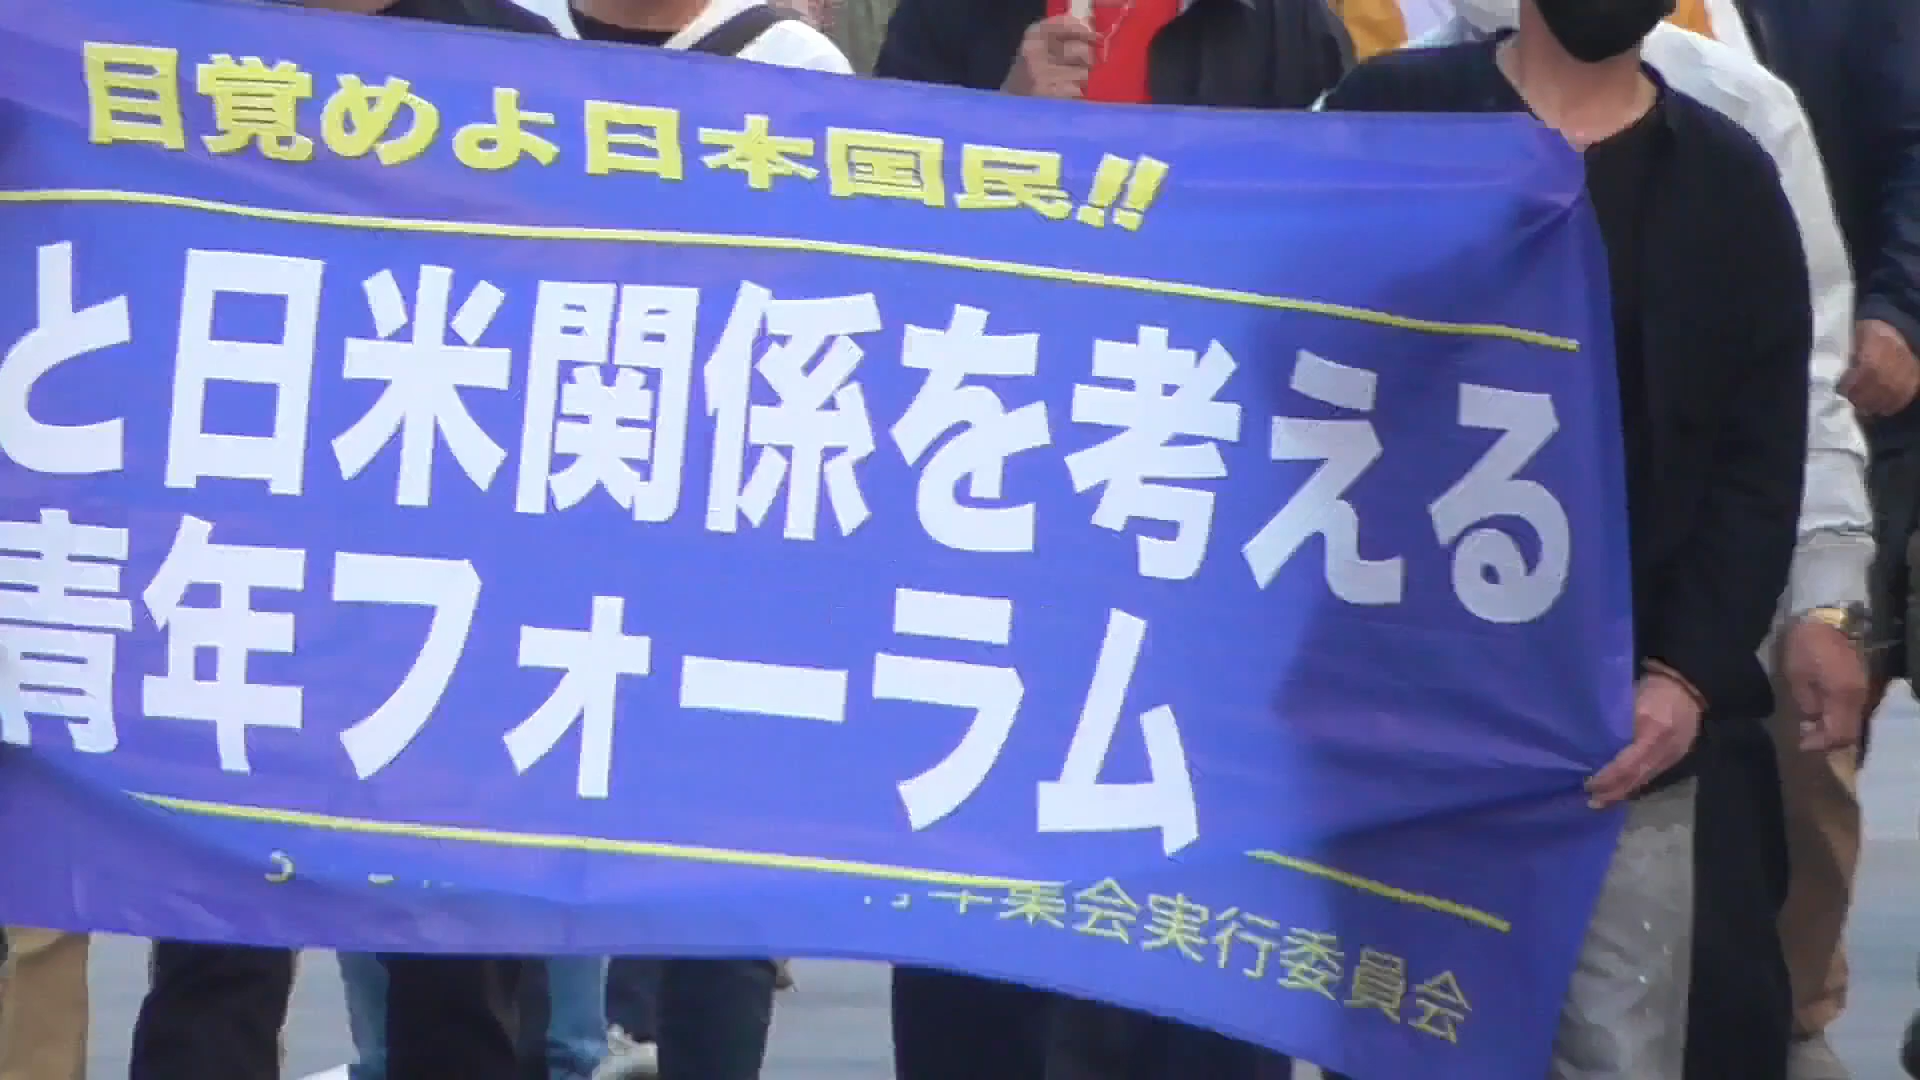 目覚めよ日本国民!!
と日米関係を考える
青年フォーラム
集会実行委員会